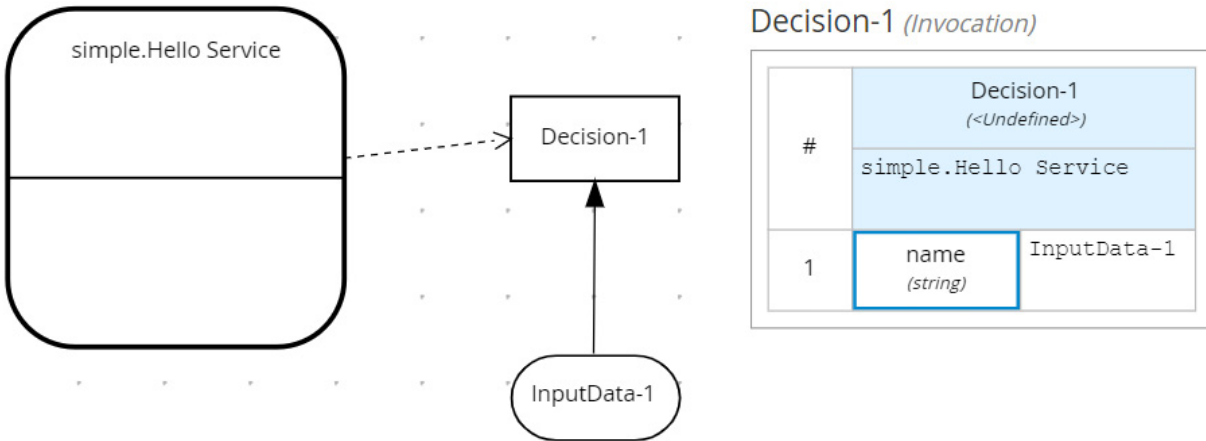 simple.Hello Service
Decision-1
InputData-1
Decision-1 (Invocation)
#
Decision-1
(<Undefined>)
simple.Hello Service
1
name
(string)
InputData-1